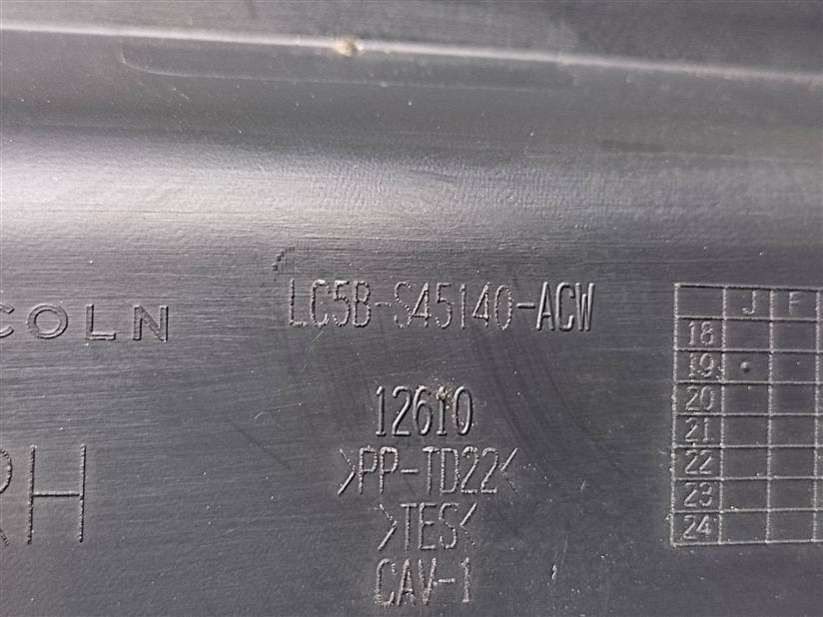 COLN
LC5B-S45140-ACW
12610
>PP-TD22<
>TES<
CAV-1
RH
J F
18
19
20
21
22
23
24